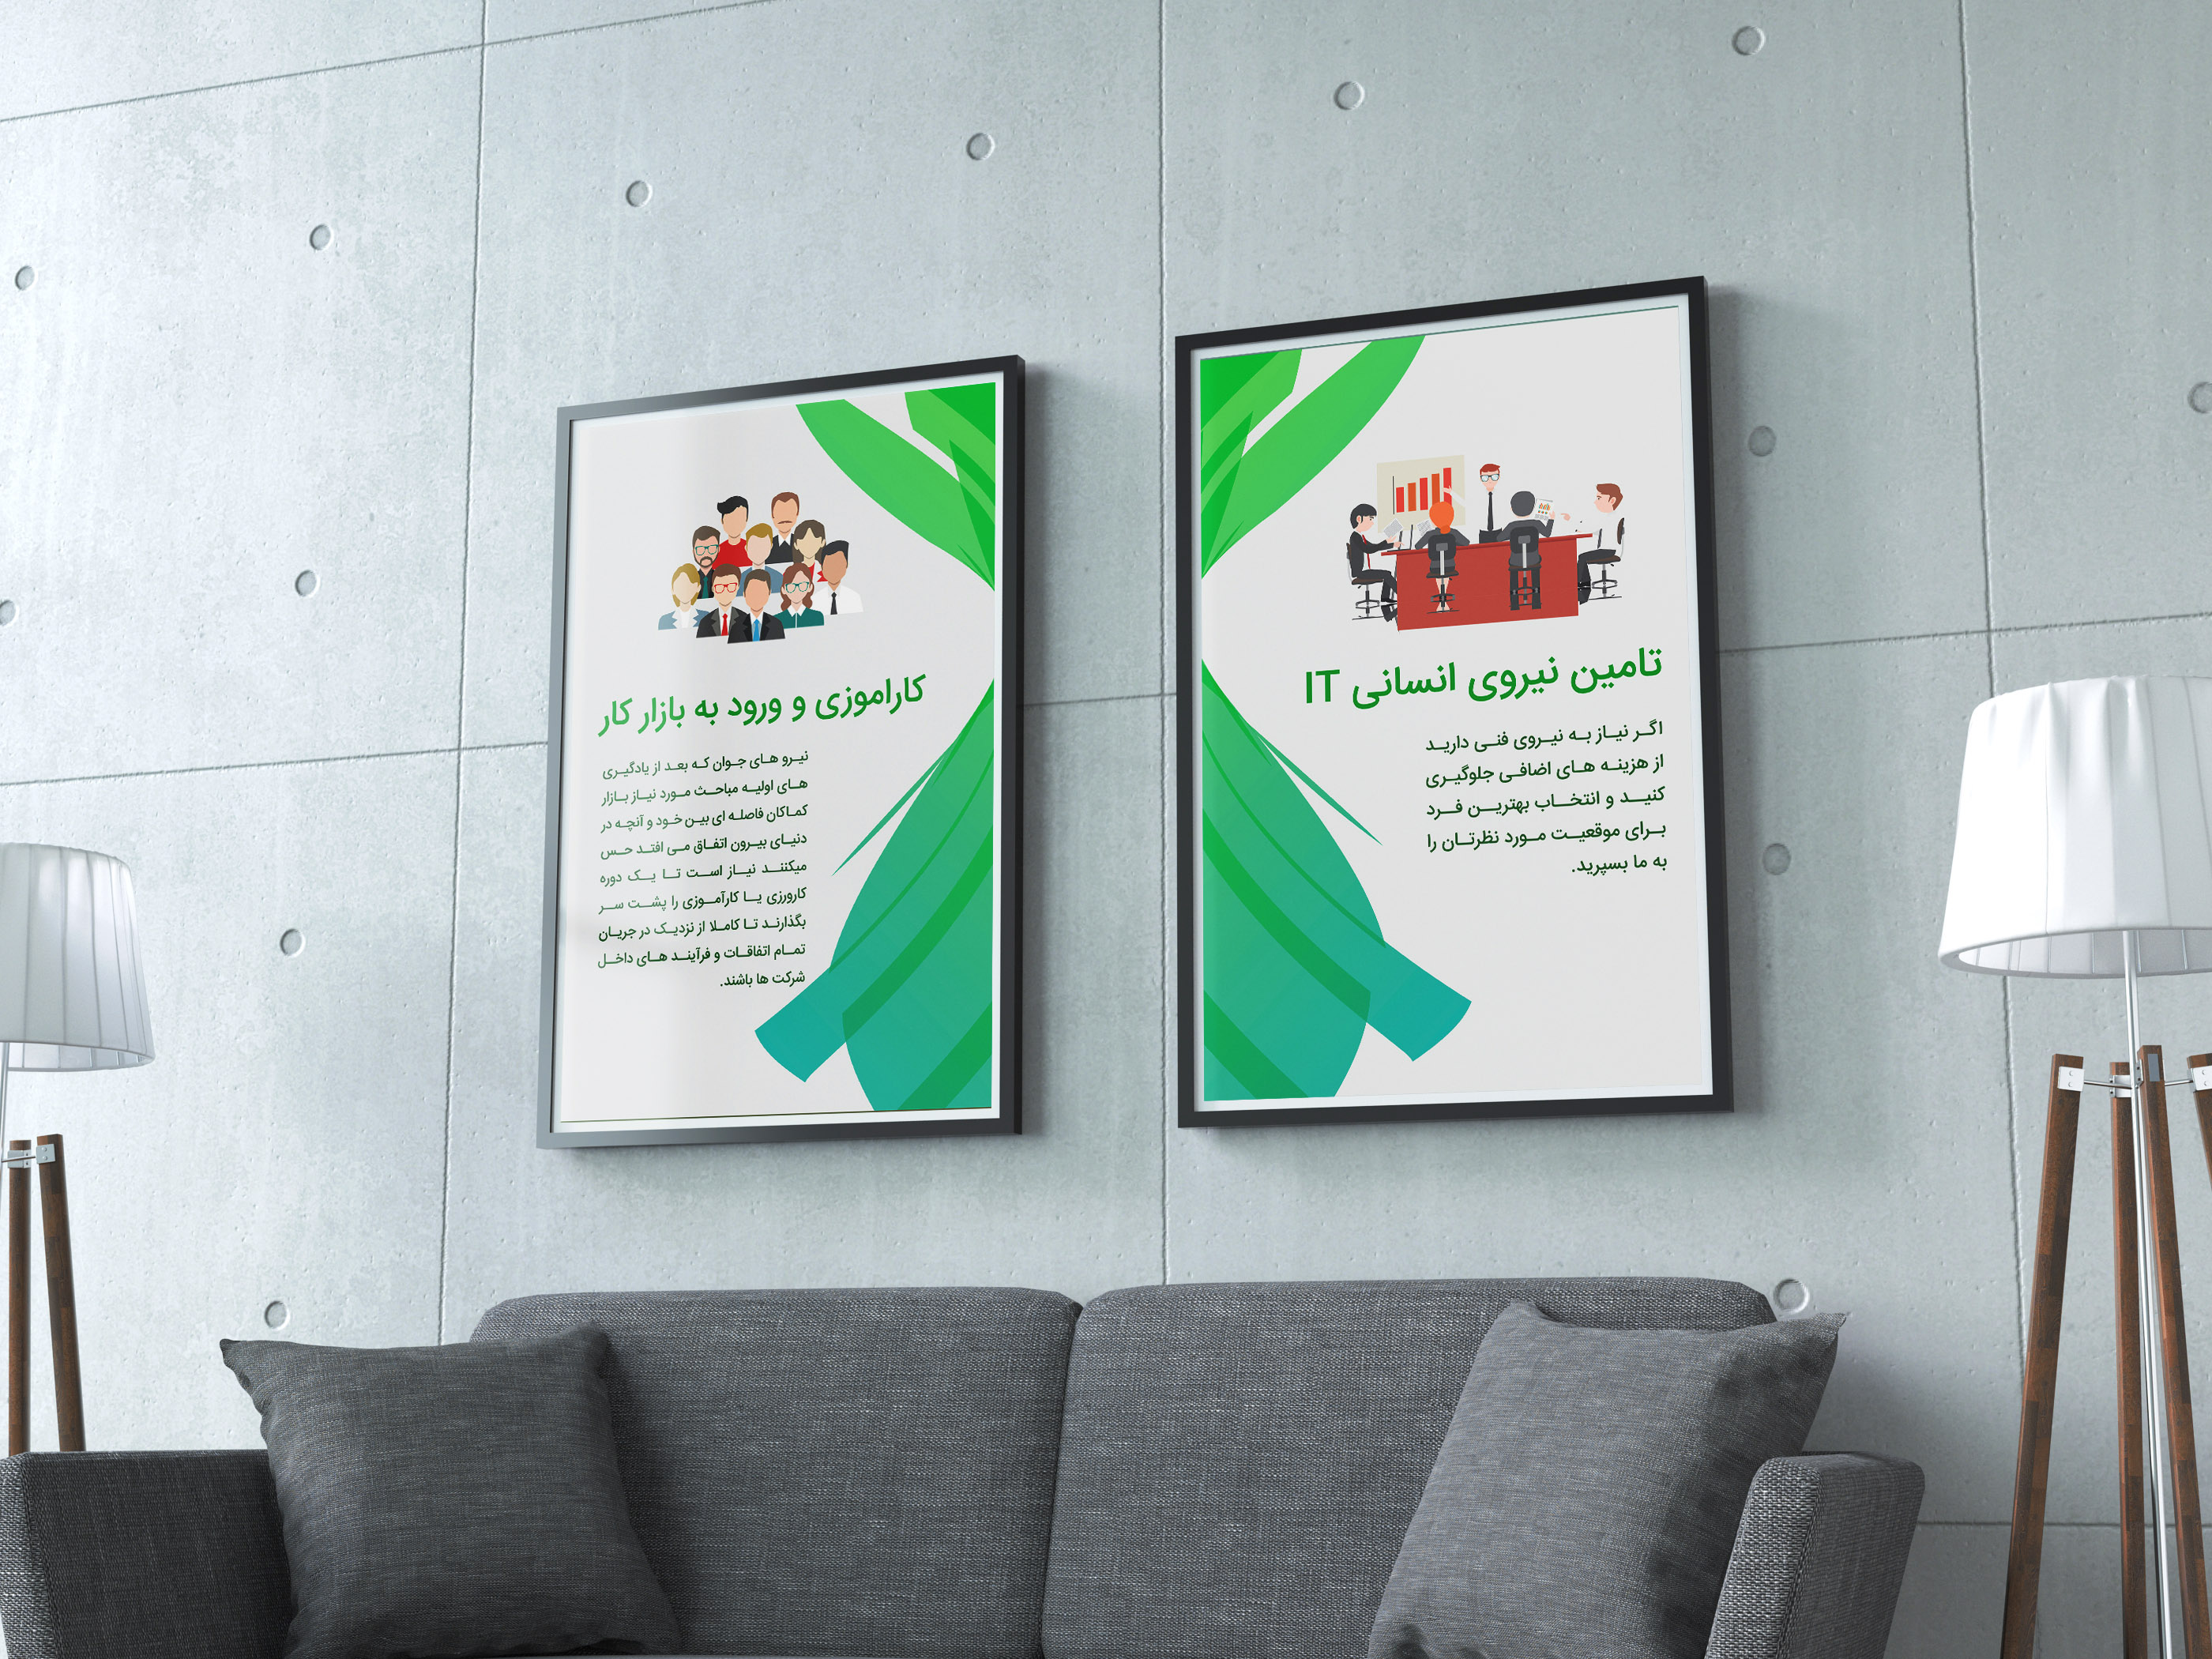 تامین نیروی انسانی IT
اگر نیاز به نیروی فنی دارید
از هزینه های اضافی جلوگیری
کنید و انتخاب بهترین فرد
برای موقعیت مورد نظرتان را
به ما بسپرید.
کاراموزی و ورود به بازار کار
نیرو های جوان که بعد از یادگیری
های اولیه مباحث مورد نیاز بازار
کماکان فاصله ای بین خود و آنچه در
دنیای بیرون اتفاق می افتد حس
میکنند نیاز است تا یک دوره
کارورزی یا کارآموزی را پشت سر
بگذارند تا کاملا از نزدیک در جریان
تمام اتفاقات و فرآیند های داخل
شرکت ها باشند.